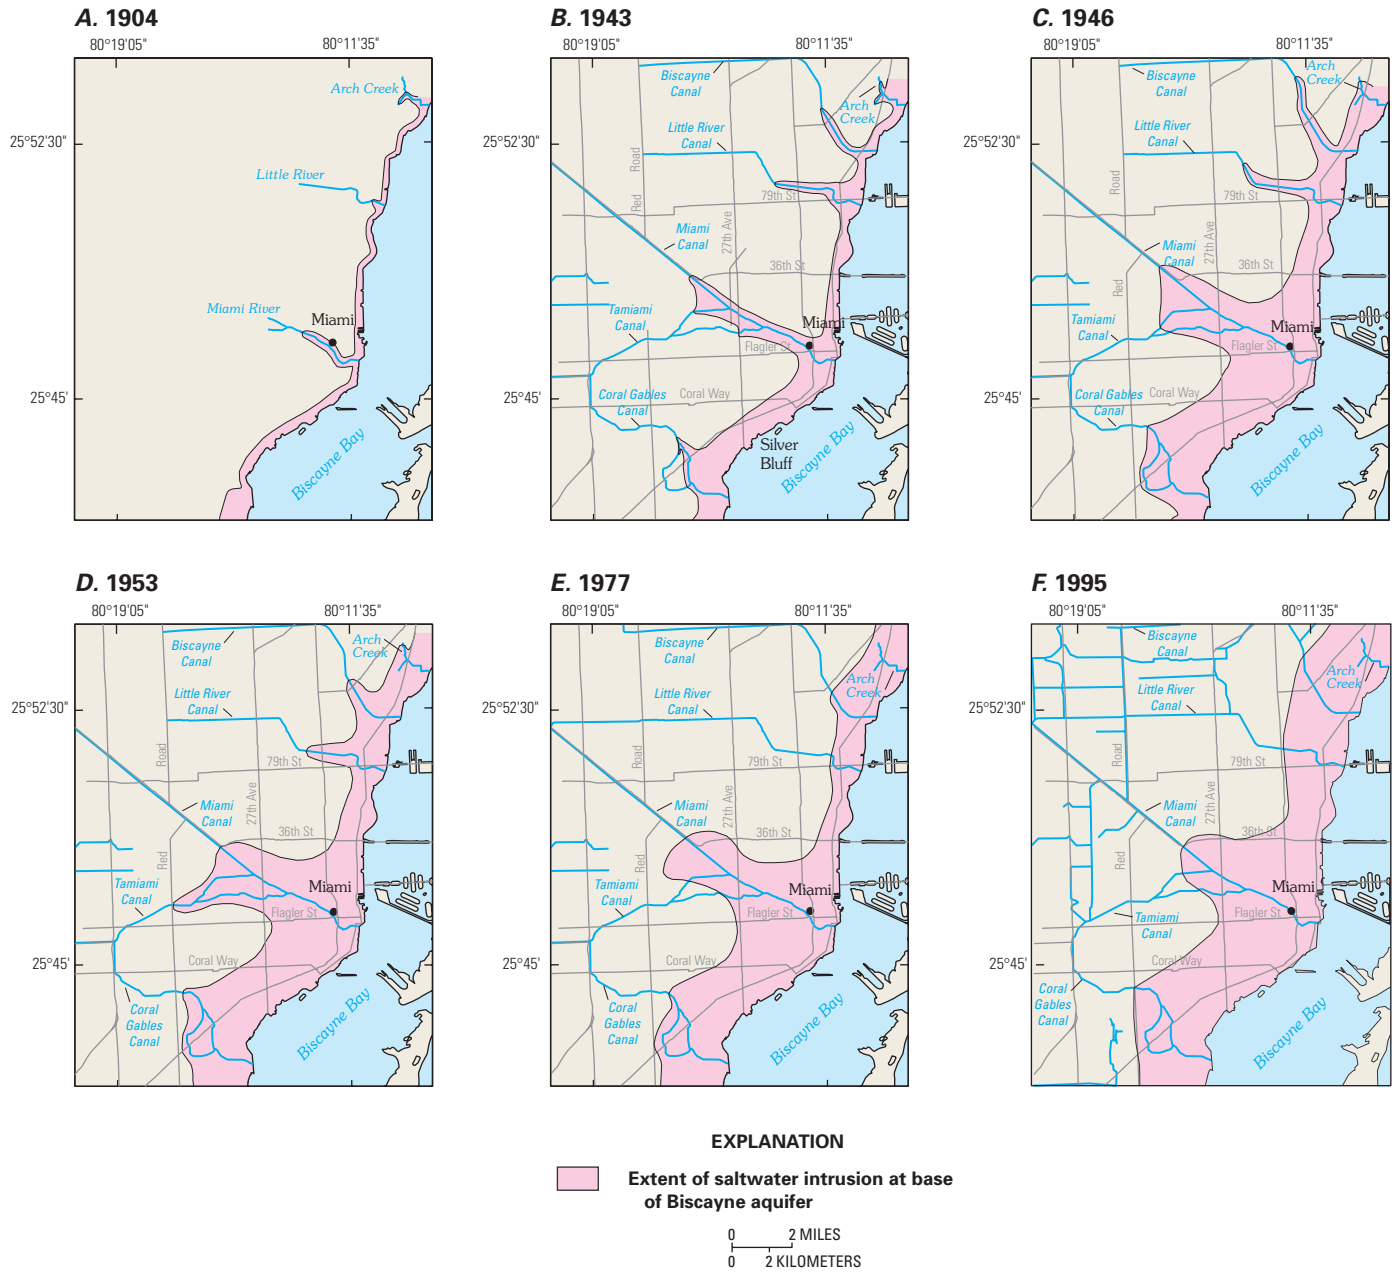 A. 1904
80°19'05"
80°11'35"
25°52'30"
25°45'
Arch Creek
Little River
Miami River
Miami
Biscayne Bay
B. 1943
80°19'05"
80°11'35"
25°52'30"
25°45'
Biscayne
Canal
Arch
Creek
Little River
Canal
Road
Red
79th St
27th Ave
Miami
Canal
36th St
Tamiami
Canal
Miami
Flagler St
Coral Gables
Canal
Coral Way
Silver
Bluff
Biscayne Bay
C. 1946
80°19'05"
80°11'35"
25°52'30"
25°45'
Biscayne
Canal
Arch
Creek
Little River
Canal
Road
Red
79th St
27th Ave
Miami
Canal
36th St
Tamiami
Canal
Miami
Flagler St
Coral Gables
Canal
Coral Way
Biscayne Bay
D. 1953
80°19'05"
80°11'35"
25°52'30"
25°45'
Biscayne
Canal
Arch
Creek
Little River
Canal
Road
Red
79th St
27th Ave
Miami
Canal
36th St
Tamiami
Canal
Miami
Flagler St
Coral Way
Coral
Gables
Canal
Biscayne Bay
E. 1977
80°19'05"
80°11'35"
25°52'30"
25°45'
Biscayne
Canal
Arch
Creek
Little River
Canal
Road
Red
79th St
27th Ave
Miami
Canal
36th St
Tamiami
Canal
Miami
Flagler St
Coral Way
Coral
Gables
Canal
Biscayne Bay
F. 1995
80°19'05"
80°11'35"
25°52'30"
25°45'
Biscayne
Canal
Arch
Creek
Little River
Canal
Road
Red
79th St
27th Ave
Miami
Canal
36th St
Miami
Flagler St
Tamiami
Canal
Coral Way
Coral
Gables
Canal
Biscayne Bay
EXPLANATION
Extent of saltwater intrusion at base
of Biscayne aquifer
0 2 MILES
0 2 KILOMETERS